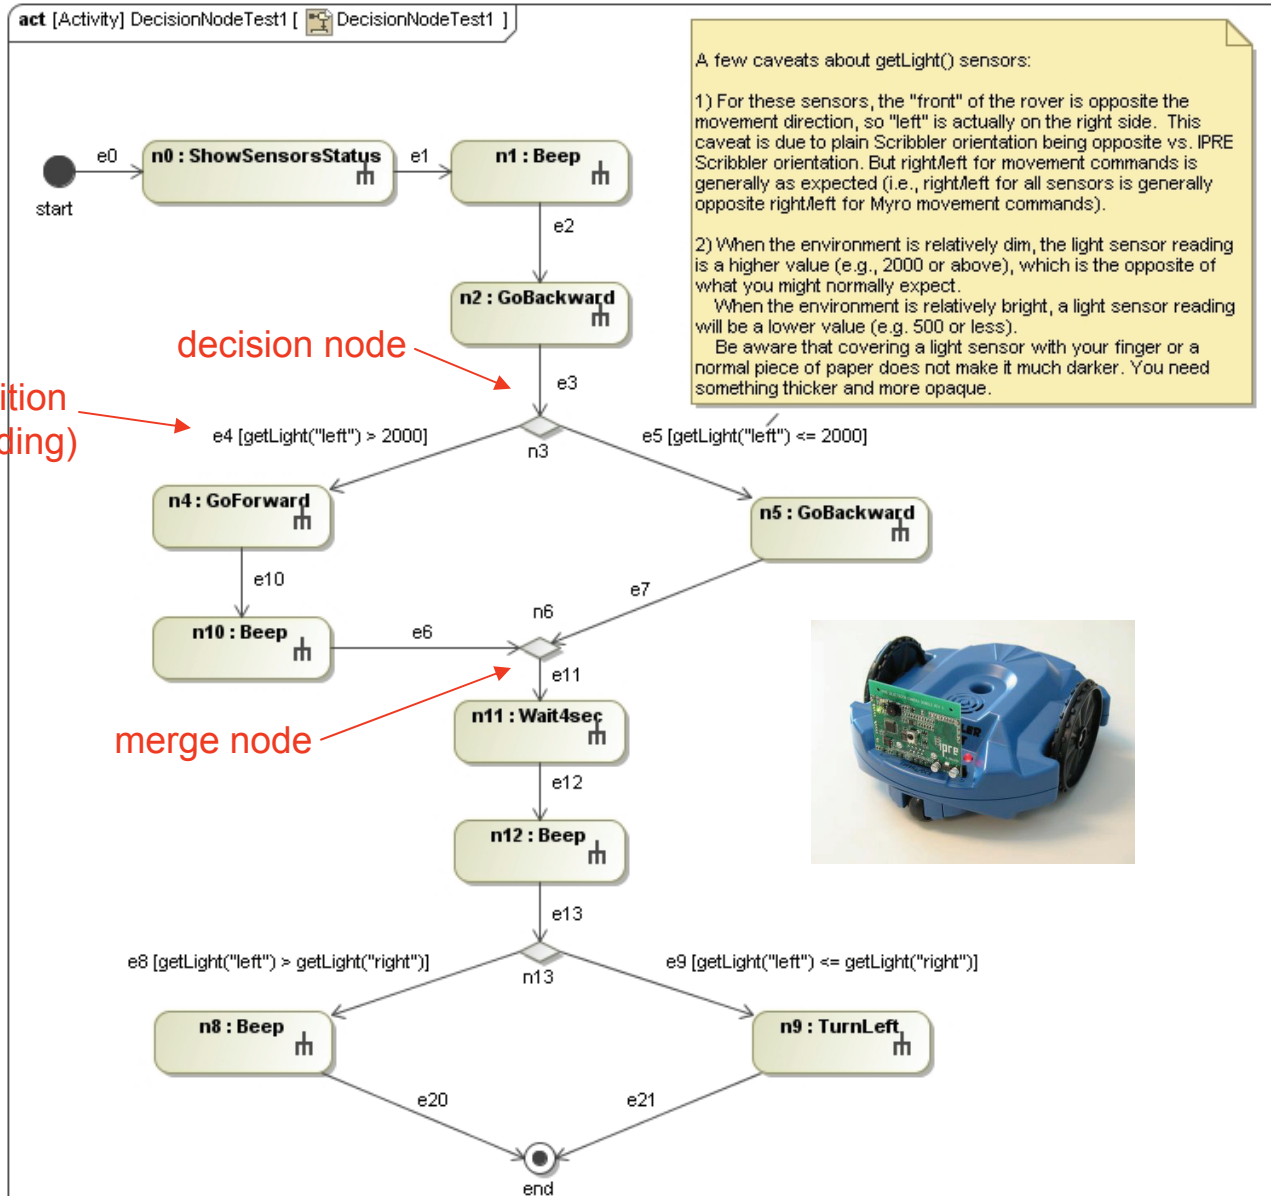 act [Activity] DecisionNodeTest1 [ DecisionNodeTest1 ]
A few caveats about getLight() sensors:
1) For these sensors, the "front" of the rover is opposite the
movement direction, so "left" is actually on the right side. This
caveat is due to plain Scribbler orientation being opposite vs. IPRE
Scribbler orientation. But right/left for movement commands is
generally as expected (i.e., right/left for all sensors is generally
opposite right/left for Myro movement commands).
2) When the environment is relatively dim, the light sensor reading
is a higher value (e.g., 2000 or above), which is the opposite of
what you might normally expect.
When the environment is relatively bright, a light sensor reading
will be a lower value (e.g. 500 or less).
Be aware that covering a light sensor with your finger or a
normal piece of paper does not make it much darker. You need
something thicker and more opaque.
start
e0
n0 : ShowSensorsStatus
e1
n1 : Beep
e2
n2 : GoBackward
decision node
e3
ition
ding)
e4 [getLight("left") > 2000]
n3
e5 [getLight("left") <= 2000]
n4 : GoForward
n5 : GoBackward
e10
e7
n10 : Beep
e6
n6
e11
merge node
n11 : Wait4sec
ipre
e12
n12 : Beep
e13
e8 [getLight("left") > getLight("right")]
n13
e9 [getLight("left") <= getLight("right")]
n8 : Beep
n9 : TurnLeft
e20
e21
end